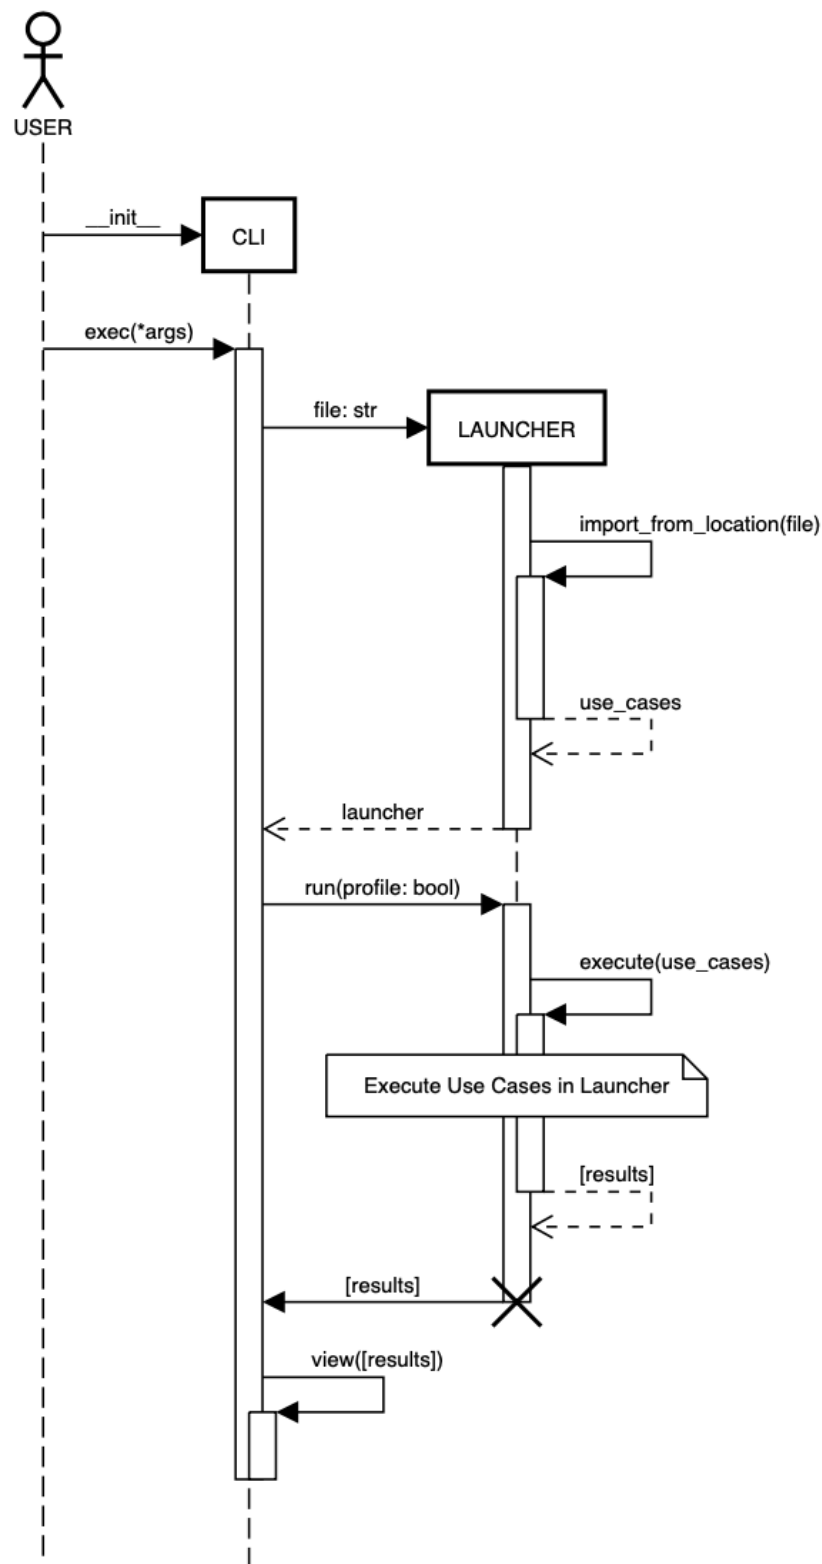 USER
__init__
CLI
exec(*args)
file: str
LAUNCHER
import_from_location(file)
use_cases
launcher
run(profile: bool)
execute(use_cases)
Execute Use Cases in Launcher
[results]
[results]
view([results])